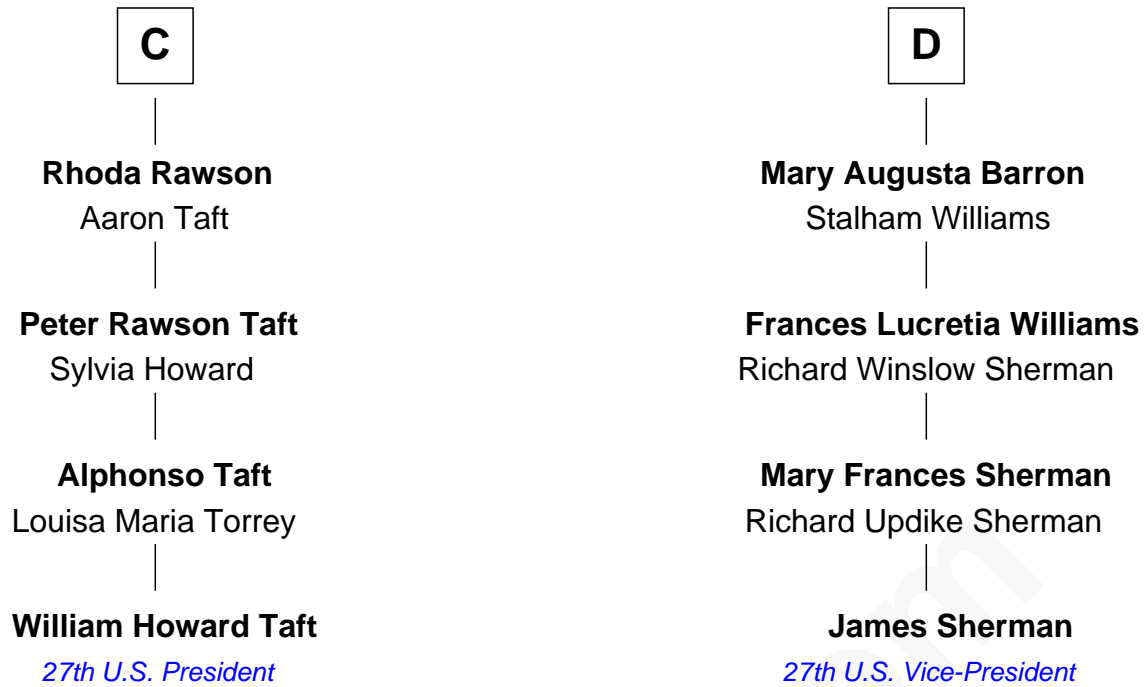 C
Rhoda Rawson
Aaron Taft
Peter Rawson Taft
Sylvia Howard
Alphonso Taft
Louisa Maria Torrey
William Howard Taft
27th U.S. President
D
Mary Augusta Barron
Stalham Williams
Frances Lucretia Williams
Richard Winslow Sherman
Mary Frances Sherman
Richard Updike Sherman
James Sherman
27th U.S. Vice-President